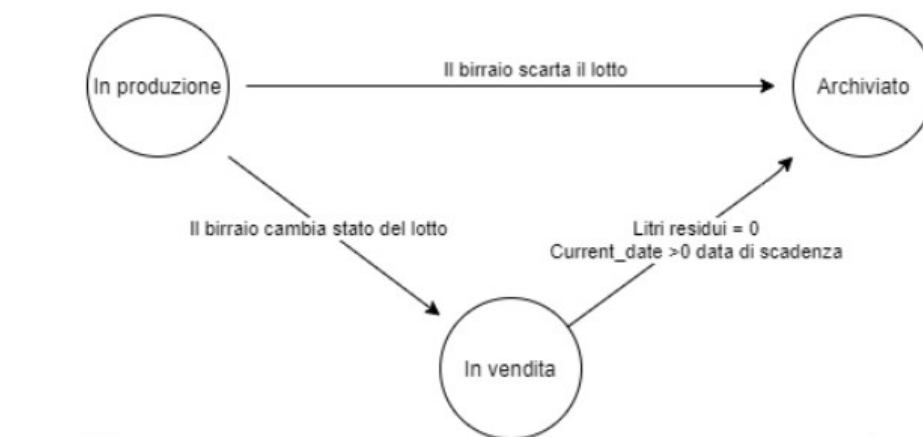 Il birraio scarta il lotto
In produzione
Archiviato
Il birraio cambia stato del lotto
Litri residui = 0
Current_date >0 data di scadenza
In vendita